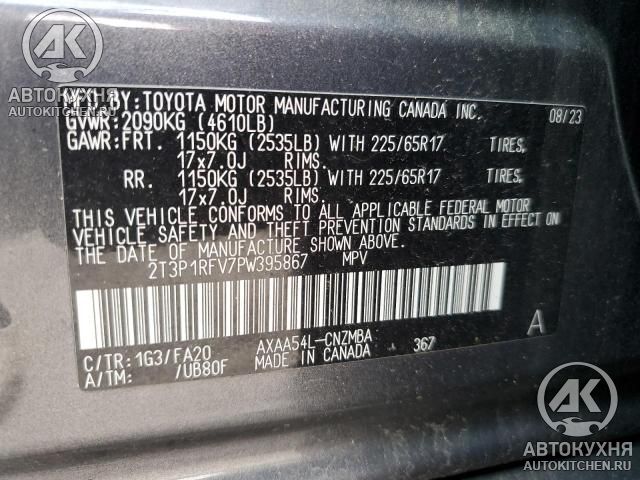 АВТОКУХНЯ
AUTOKITCHEN.RU
MFD.BY:TOYOTA MOTOR MANUFACTURING CANADA INC. 08/23
GVWR:2090KG (4610LB)
GAWR:FRT. 1150KG (2535LB) WITH 225/65R17 TIRES,
17x7.0J RIMS.
RR. 1150KG (2535LB) WITH 225/65R17 TIRES,
17x7.0J RIMS.
THIS VEHICLE CONFORMS TO ALL APPLICABLE FEDERAL MOTOR
VEHICLE SAFETY AND THEFT PREVENTION STANDARDS IN EFFECT ON
THE DATE OF MANUFACTURE SHOWN ABOVE.
2T3P1RFV7PW395867 MPV
A
C/TR:1G3/FA20 AXAA54L-CNZMBA
A/TM: /UB80F MADE IN CANADA 367
AK
АВТОКУХНЯ
AUTOKITCHEN.RU